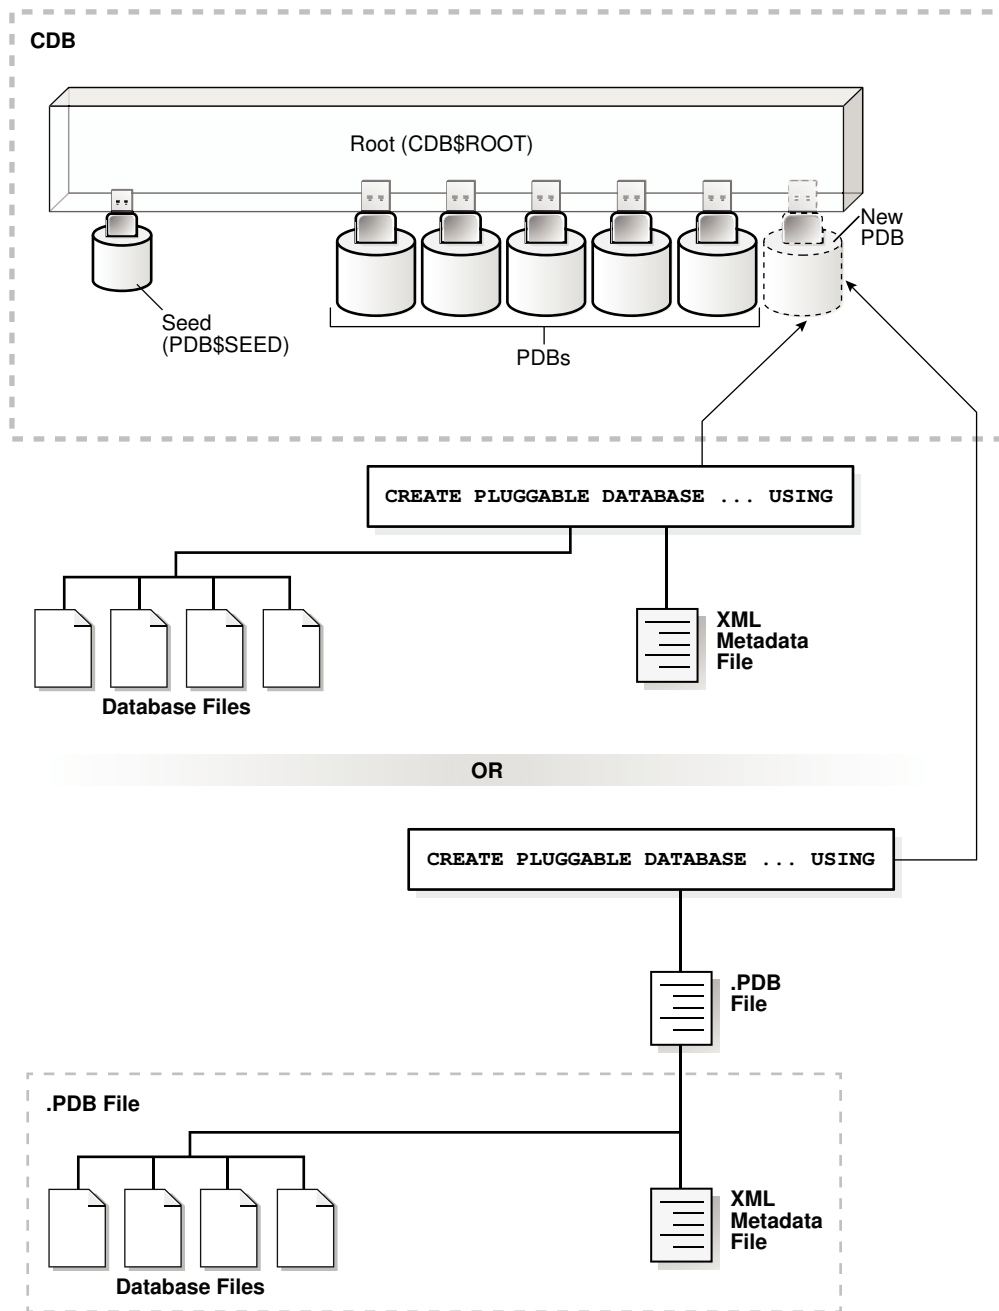 CDB
Root (CDB$ROOT)
New
PDB
Seed
(PDB$SEED)
PDBs
CREATE PLUGGABLE DATABASE ... USING
XML
Metadata
File
Database Files
OR
CREATE PLUGGABLE DATABASE ... USING
.PDB
File
.PDB File
XML
Metadata
File
Database Files